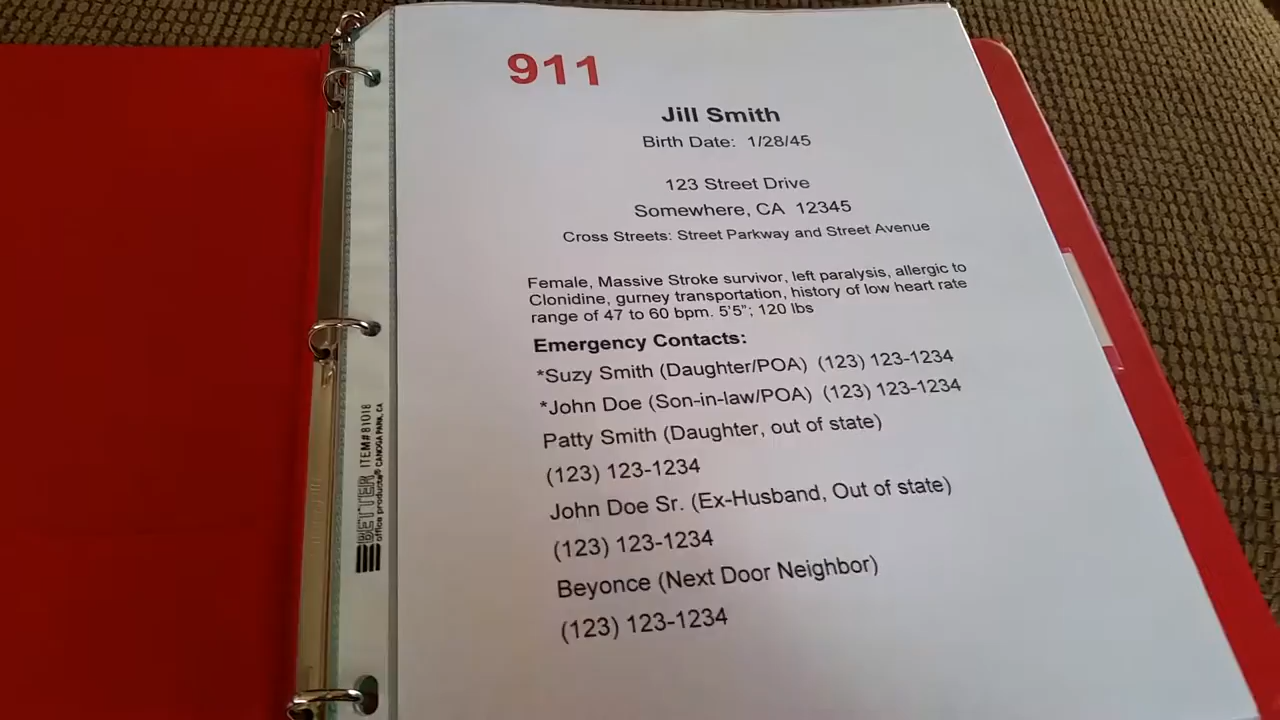 911
Jill Smith
Birth Date: 1/28/45
123 Street Drive
Somewhere, CA 12345
Cross Streets: Street Parkway and Street Avenue
Female, Massive Stroke survivor, left paralysis, allergic to
Clonidine, gurney transportation, history of low heart rate
range of 47 to 60 bpm. 5'5"; 120 lbs
Emergency Contacts:
*Suzy Smith (Daughter/POA) (123) 123-1234
*John Doe (Son-in-law/POA) (123) 123-1234
Patty Smith (Daughter, out of state)
(123) 123-1234
John Doe Sr. (Ex-Husband, Out of state)
(123) 123-1234
Beyonce (Next Door Neighbor)
(123) 123-1234
BETTER ITEM#81018
office products® CANOGA PARK, CA